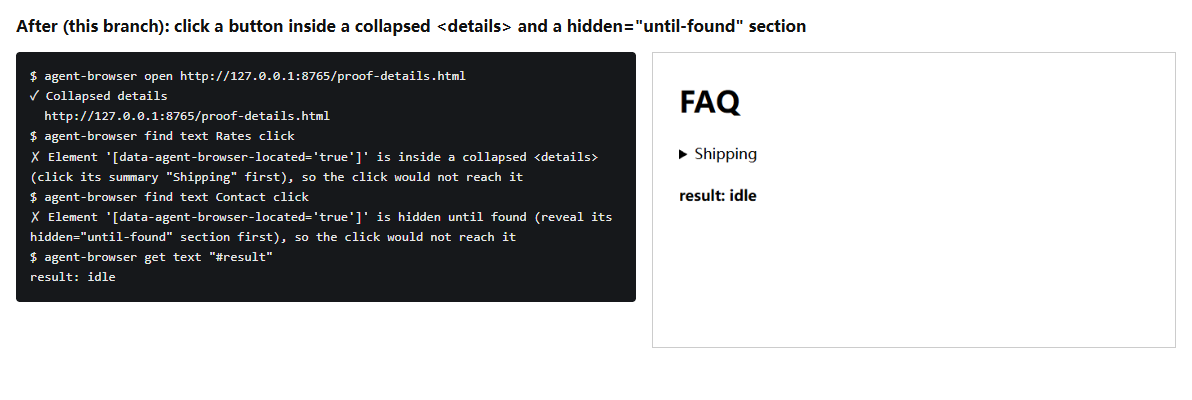 After (this branch): click a button inside a collapsed <details> and a hidden="until-found" section
$ agent-browser open http://127.0.0.1:8765/proof-details.html
✓ Collapsed details
http://127.0.0.1:8765/proof-details.html
$ agent-browser find text Rates click
✗ Element '[data-agent-browser-located='true']' is inside a collapsed <details>
(click its summary "Shipping" first), so the click would not reach it
$ agent-browser find text Contact click
✗ Element '[data-agent-browser-located='true']' is hidden until found (reveal its
hidden="until-found" section first), so the click would not reach it
$ agent-browser get text "#result"
result: idle
FAQ
▶ Shipping
result: idle